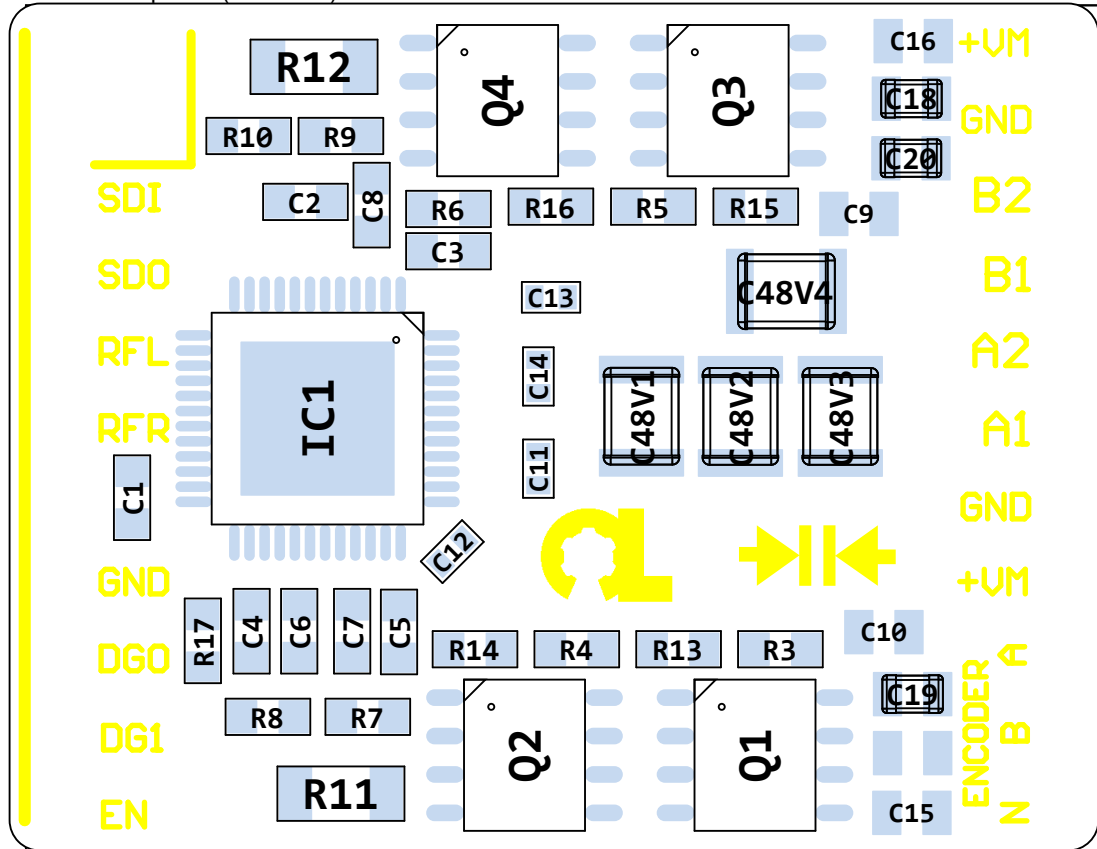 C16 +VM
R12 Q4 Q3 C18
GND
R10 R9 C20
SDI C2 C8 R6 R16 R5 R15 C9 B2
C3
SDO C13 C48V4 B1
RFL C14 A2
RFR IC1 C48V1 C48V2 C48V3 A1
C11
C1 GND
C12
GND +VM
R17 C4 C6 C7 C5 C10
DG0 R14 R4 R13 R3 A
C19
R8 R7 ENCODER
DG1 Q2 Q1 B
R11
EN C15 N